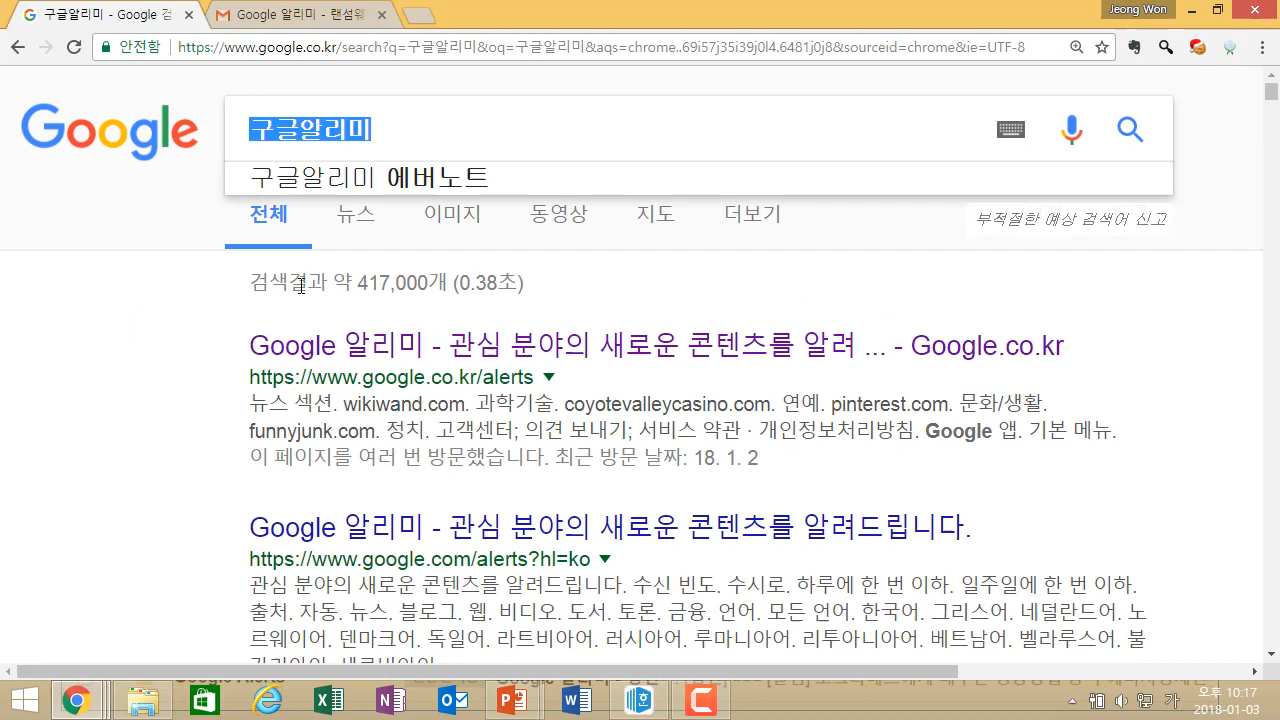 구글알리미 - Google 검
Google 알리미 - 랜섬웨
Jeong Won
안전함
https://www.google.co.kr/search?q=구글알리미&oq=구글알리미&aqs=chrome..69i57j35i39j0l4.6481j0j8&sourceid=chrome&ie=UTF-8
Google
구글알리미
구글알리미 에버노트
전체 뉴스 이미지 동영상 지도 더보기
부적절한 예상 검색어 신고
검색결과 약 417,000개 (0.38초)
Google 알리미 - 관심 분야의 새로운 콘텐츠를 알려 ... - Google.co.kr
https://www.google.co.kr/alerts
뉴스 섹션. wikiwand.com. 과학기술. coyotevalleycasino.com. 연예. pinterest.com. 문화/생활.
funnyjunk.com. 정치. 고객센터; 의견 보내기; 서비스 약관 · 개인정보처리방침. Google 앱. 기본 메뉴.
이 페이지를 여러 번 방문했습니다. 최근 방문 날짜: 18. 1. 2
Google 알리미 - 관심 분야의 새로운 콘텐츠를 알려드립니다.
https://www.google.com/alerts?hl=ko
관심 분야의 새로운 콘텐츠를 알려드립니다. 수신 빈도. 수시로. 하루에 한 번 이하. 일주일에 한 번 이하.
출처. 자동. 뉴스. 블로그. 웹. 비디오. 도서. 토론. 금융. 언어. 모든 언어. 한국어. 그리스어. 네덜란드어. 노
르웨이어. 덴마크어. 독일어. 라트비아어. 러시아어. 루마니아어. 리투아니아어. 베트남어. 벨라루스어. 불
오후 10:17
2018-01-03